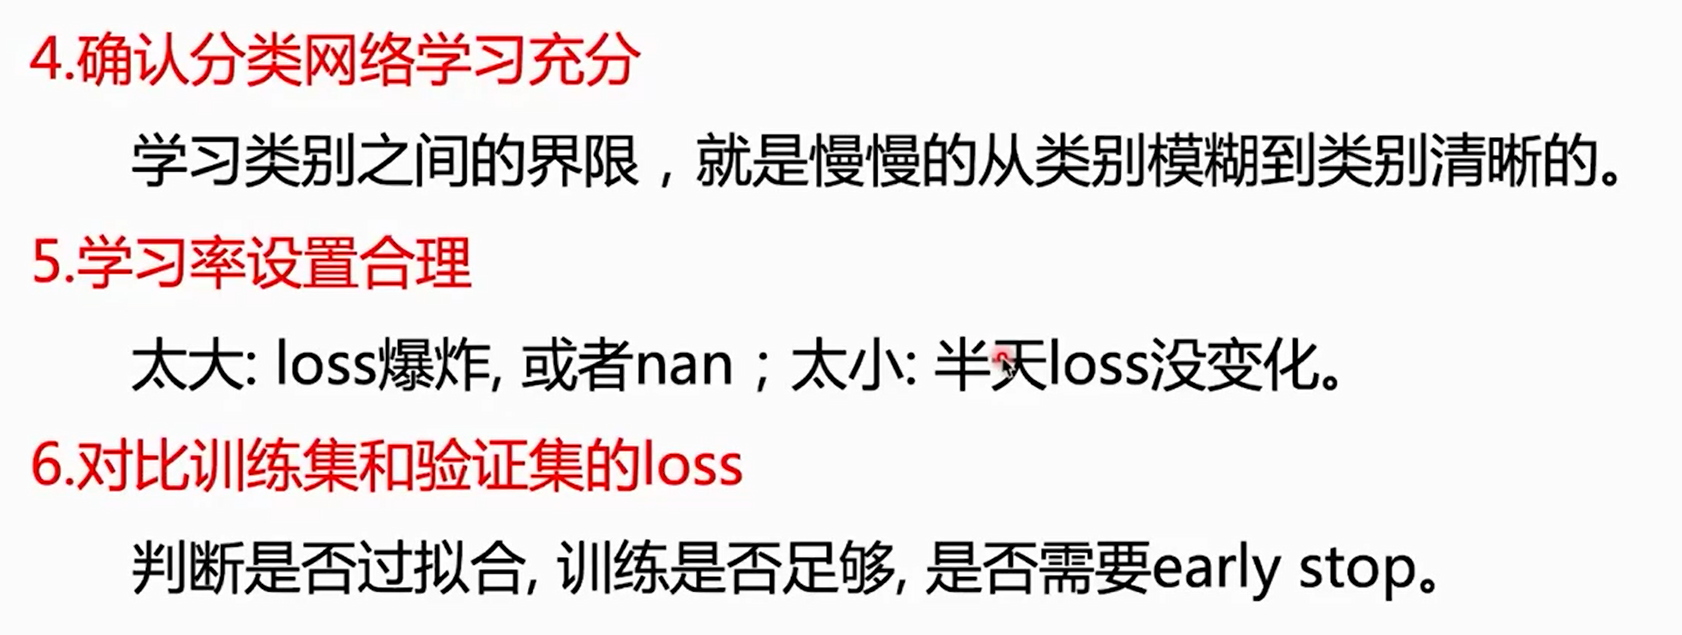 4.确认分类网络学习充分
学习类别之间的界限，就是慢慢的从类别模糊到类别清晰的。
5.学习率设置合理
太大: loss爆炸, 或者nan；太小: 半天loss没变化。
6.对比训练集和验证集的loss
判断是否过拟合, 训练是否足够, 是否需要early stop。